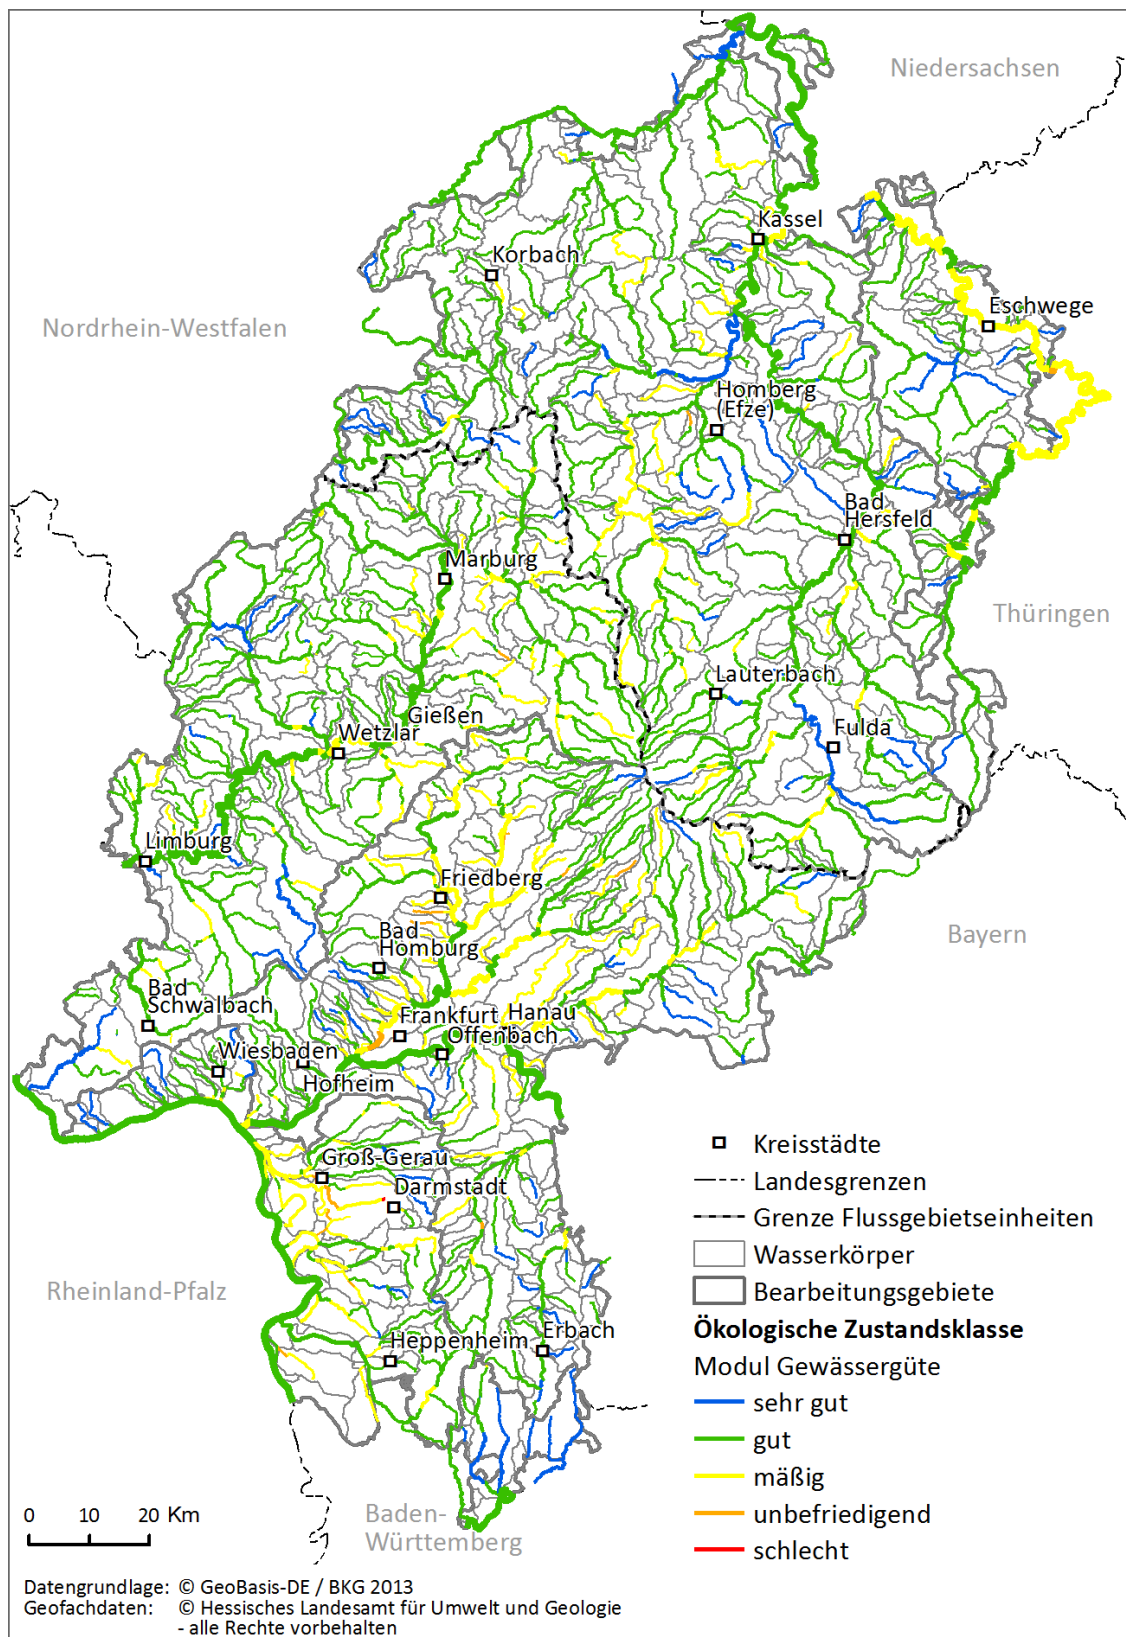 Niedersachsen
Kassel
Korbach
Eschwege
Nordrhein-Westfalen
Homberg
(Efze)
Bad
Hersfeld
Marburg
Thüringen
Lauterbach
Gießen
Wetzlar
Fulda
Limburg
Friedberg
Bad
Homburg
Bayern
Bad
Schwalbach
Frankfurt
Hanau
Offenbach
Wiesbaden
Hofheim
Groß-Gerau
Darmstadt
Rheinland-Pfalz
Heppenheim
Erbach
Baden-
Württemberg
Kreisstädte
Landesgrenzen
Grenze Flussgebietseinheiten
Wasserkörper
Bearbeitungsgebiete
Ökologische Zustandsklasse
Modul Gewässergüte
sehr gut
gut
mäßig
unbefriedigend
schlecht
0 10 20 Km
Datengrundlage: © GeoBasis-DE / BKG 2013
Geofachdaten: © Hessisches Landesamt für Umwelt und Geologie
- alle Rechte vorbehalten